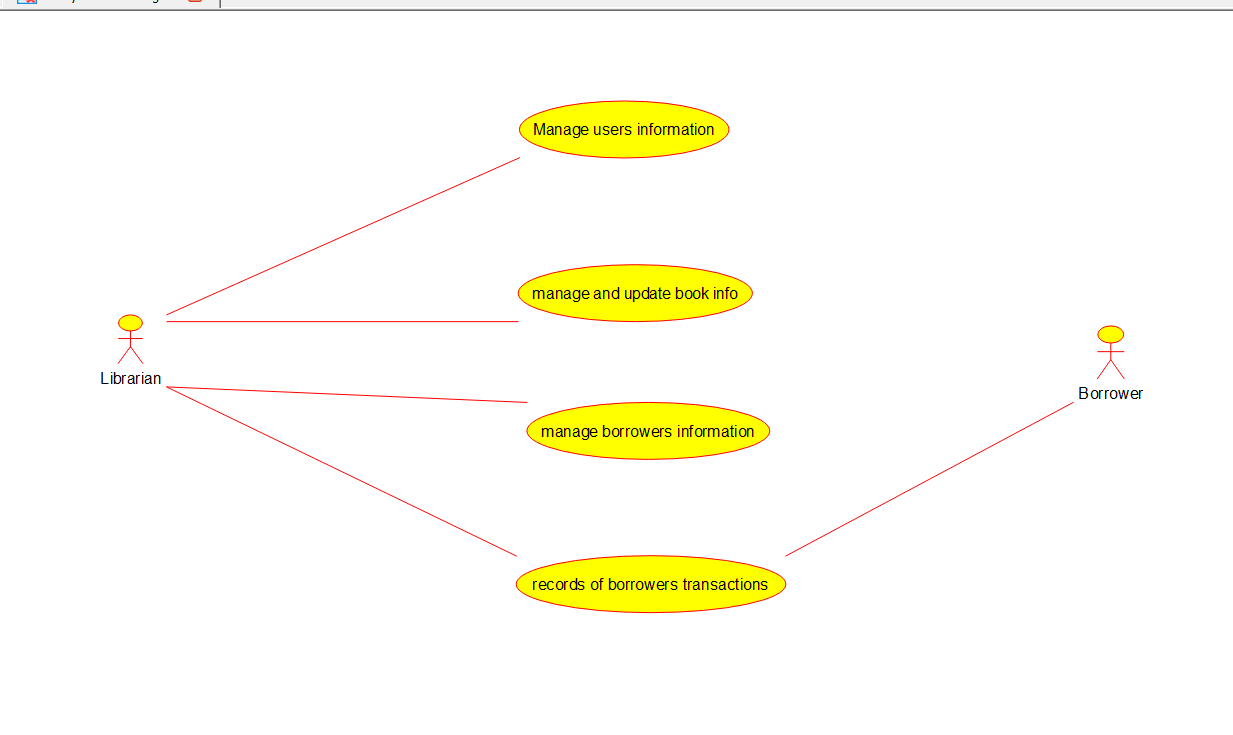 Manage users information
manage and update book info
Librarian
Borrower
manage borrowers information
records of borrowers transactions